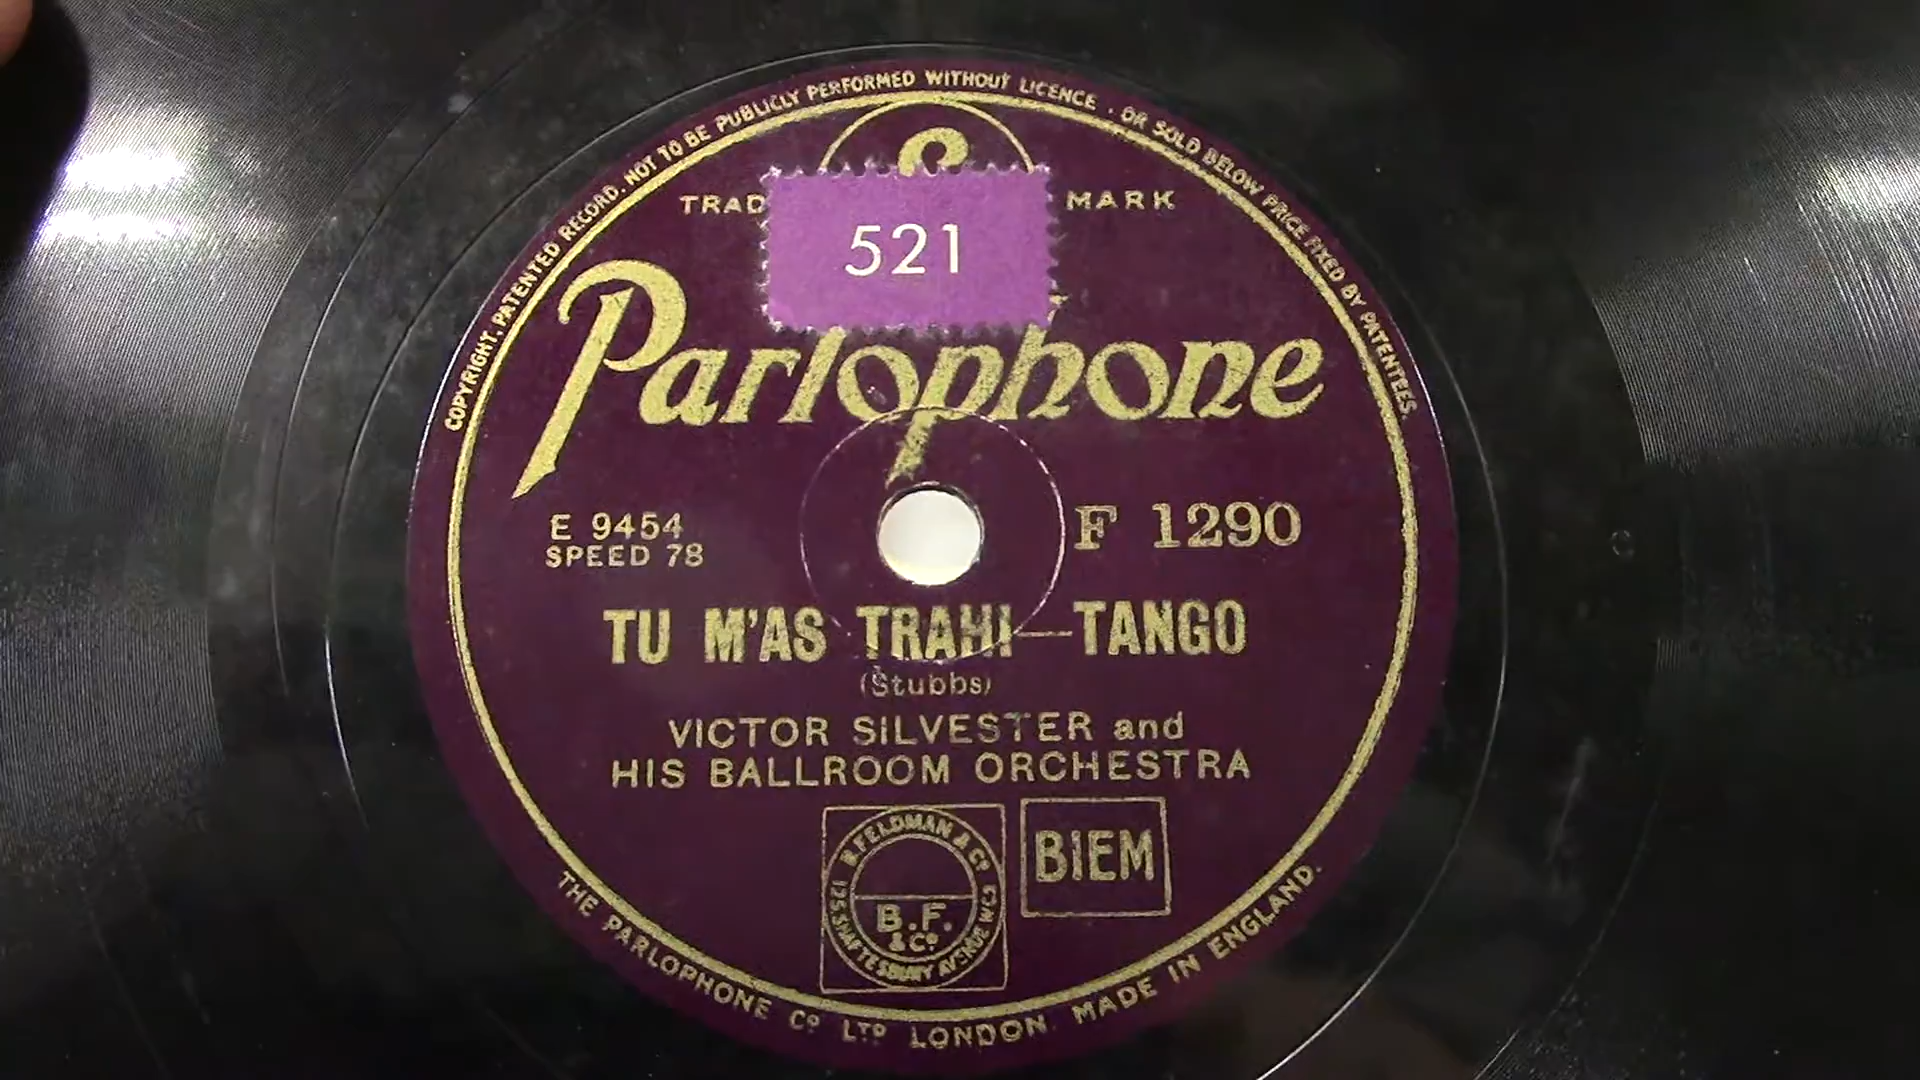 COPYRIGHT, PATENTED RECORD. NOT TO BE PUBLICLY PERFORMED WITHOUT LICENCE . OR SOLD BELOW PRICE FIXED BY PATENTEES.
TRAD MARK
521
Parlophone
E 9454
SPEED 78
F 1290
TU M'AS TRAHI—TANGO
(Stubbs)
VICTOR SILVESTER and
HIS BALLROOM ORCHESTRA
B. FELDMAN & Cº
125 SHAFTESBURY AVENUE W.C.2
B.F.
& Cº
BIEM
THE PARLOPHONE Cº LTD LONDON. MADE IN ENGLAND.